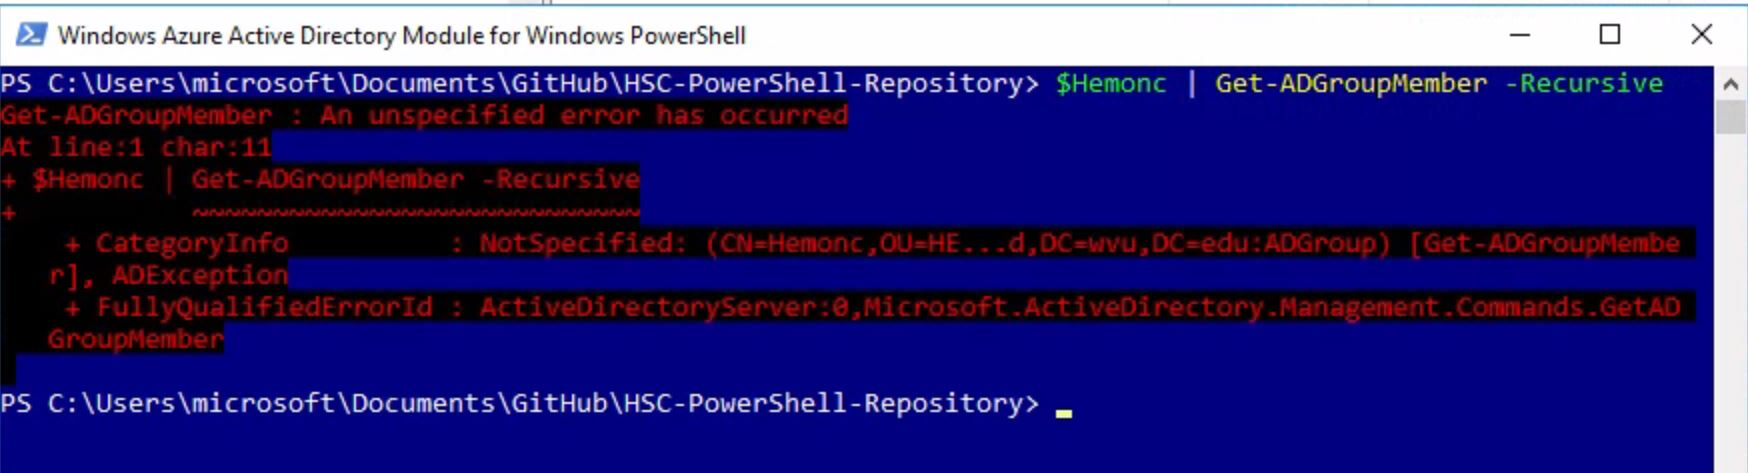 Windows Azure Active Directory Module for Windows PowerShell
PS C:\Users\microsoft\Documents\GitHub\HSC-PowerShell-Repository> $Hemonc | Get-ADGroupMember -Recursive
Get-ADGroupMember : An unspecified error has occurred
At line:1 char:11
+ $Hemonc | Get-ADGroupMember -Recursive
+           ~~~~~~~~~~~~~~~~~~~~~~~~~~~~
    + CategoryInfo          : NotSpecified: (CN=Hemonc,OU=HE...d,DC=wvu,DC=edu:ADGroup) [Get-ADGroupMembe
   r], ADException
    + FullyQualifiedErrorId : ActiveDirectoryServer:0,Microsoft.ActiveDirectory.Management.Commands.GetAD
   GroupMember
PS C:\Users\microsoft\Documents\GitHub\HSC-PowerShell-Repository>